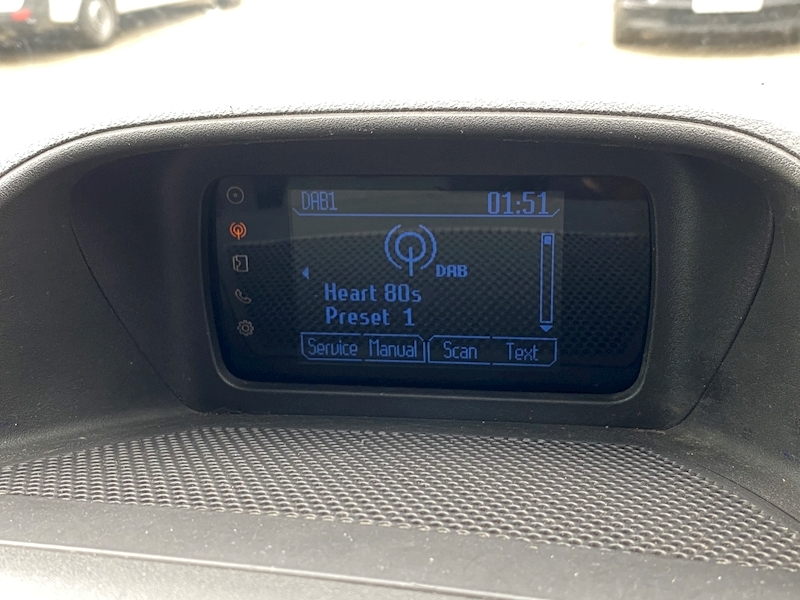 DAB1 01:51
DAB
Heart 80s
Preset 1
Service Manual Scan Text